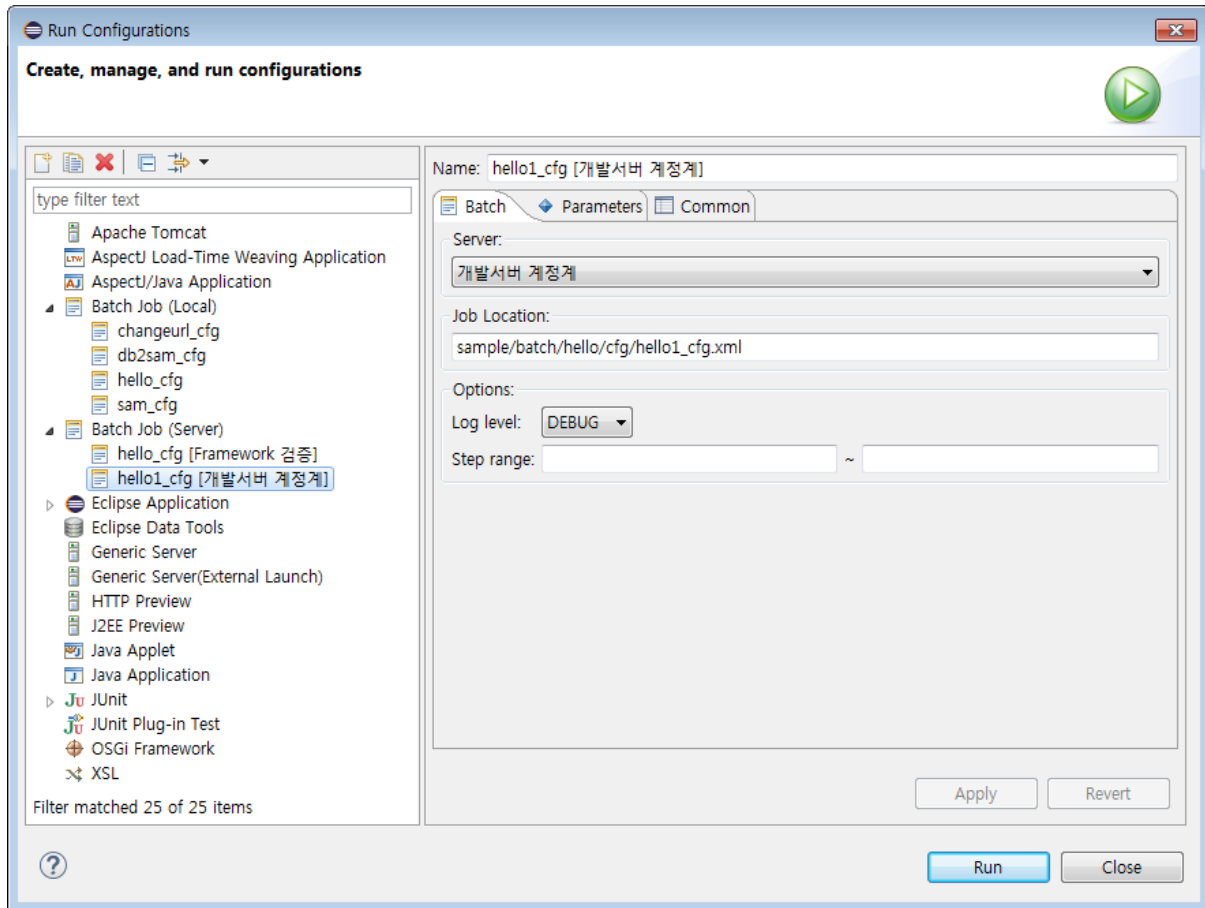 Run Configurations
Create, manage, and run configurations
type filter text
Apache Tomcat
AspectJ Load-Time Weaving Application
AspectJ/Java Application
Batch Job (Local)
changeurl_cfg
db2sam_cfg
hello_cfg
sam_cfg
Batch Job (Server)
hello_cfg [Framework 검증]
hello1_cfg [개발서버 계정계]
Eclipse Application
Eclipse Data Tools
Generic Server
Generic Server(External Launch)
HTTP Preview
J2EE Preview
Java Applet
Java Application
JUnit
JUnit Plug-in Test
OSGi Framework
XSL
Filter matched 25 of 25 items
Name: hello1_cfg [개발서버 계정계]
Batch Parameters Common
Server:
개발서버 계정계
Job Location:
sample/batch/hello/cfg/hello1_cfg.xml
Options:
Log level: DEBUG
Step range: ~
Apply Revert
Run Close